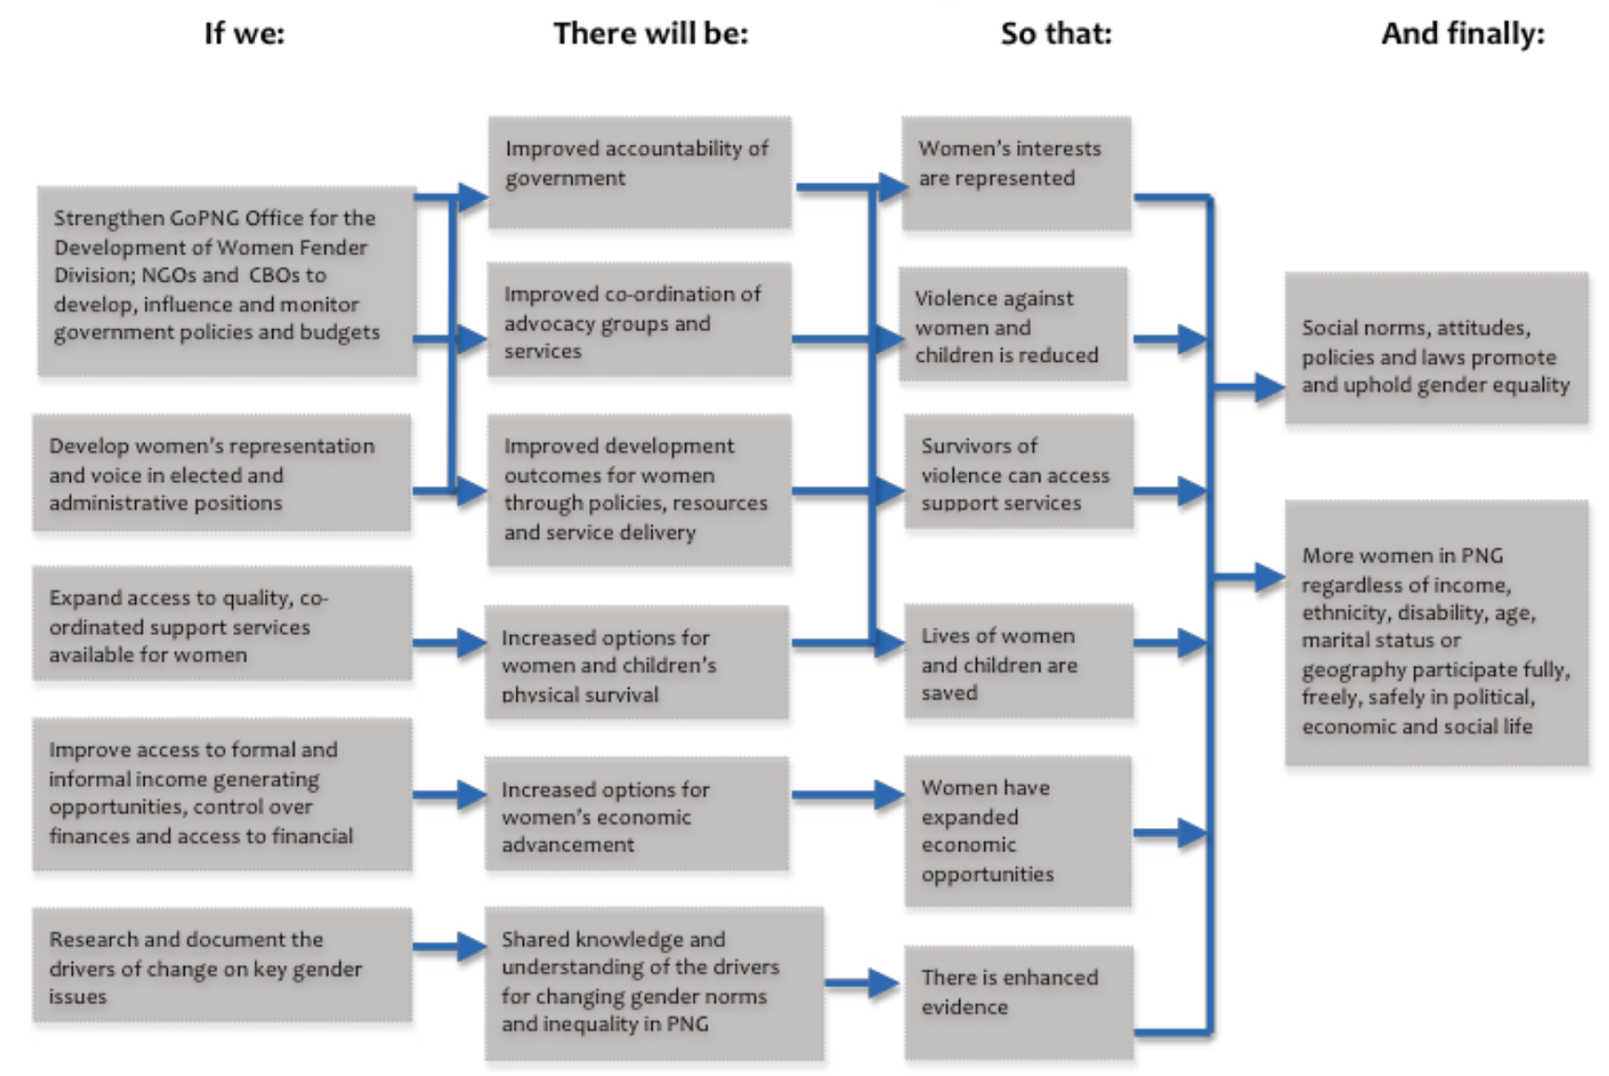 If we:
There will be:
So that:
And finally:
Strengthen GoPNG Office for the
Development of Women Fender
Division; NGOs and CBOs to
develop, influence and monitor
government policies and budgets
Develop women's representation
and voice in elected and
administrative positions
Expand access to quality, co-
ordinated support services
available for women
Improve access to formal and
informal income generating
opportunities, control over
finances and access to financial
Research and document the
drivers of change on key gender
issues
Improved accountability of
government
Improved co-ordination of
advocacy groups and
services
Improved development
outcomes for women
through policies, resources
and service delivery
Increased options for
women and children's
physical survival
Increased options for
women's economic
advancement
Shared knowledge and
understanding of the drivers
for changing gender norms
and inequality in PNG
Women's interests
are represented
Violence against
women and
children is reduced
Survivors of
violence can access
support services
Lives of women
and children are
saved
Women have
expanded
economic
opportunities
There is enhanced
evidence
Social norms, attitudes,
policies and laws promote
and uphold gender equality
More women in PNG
regardless of income,
ethnicity, disability, age,
marital status or
geography participate fully,
freely, safely in political,
economic and social life